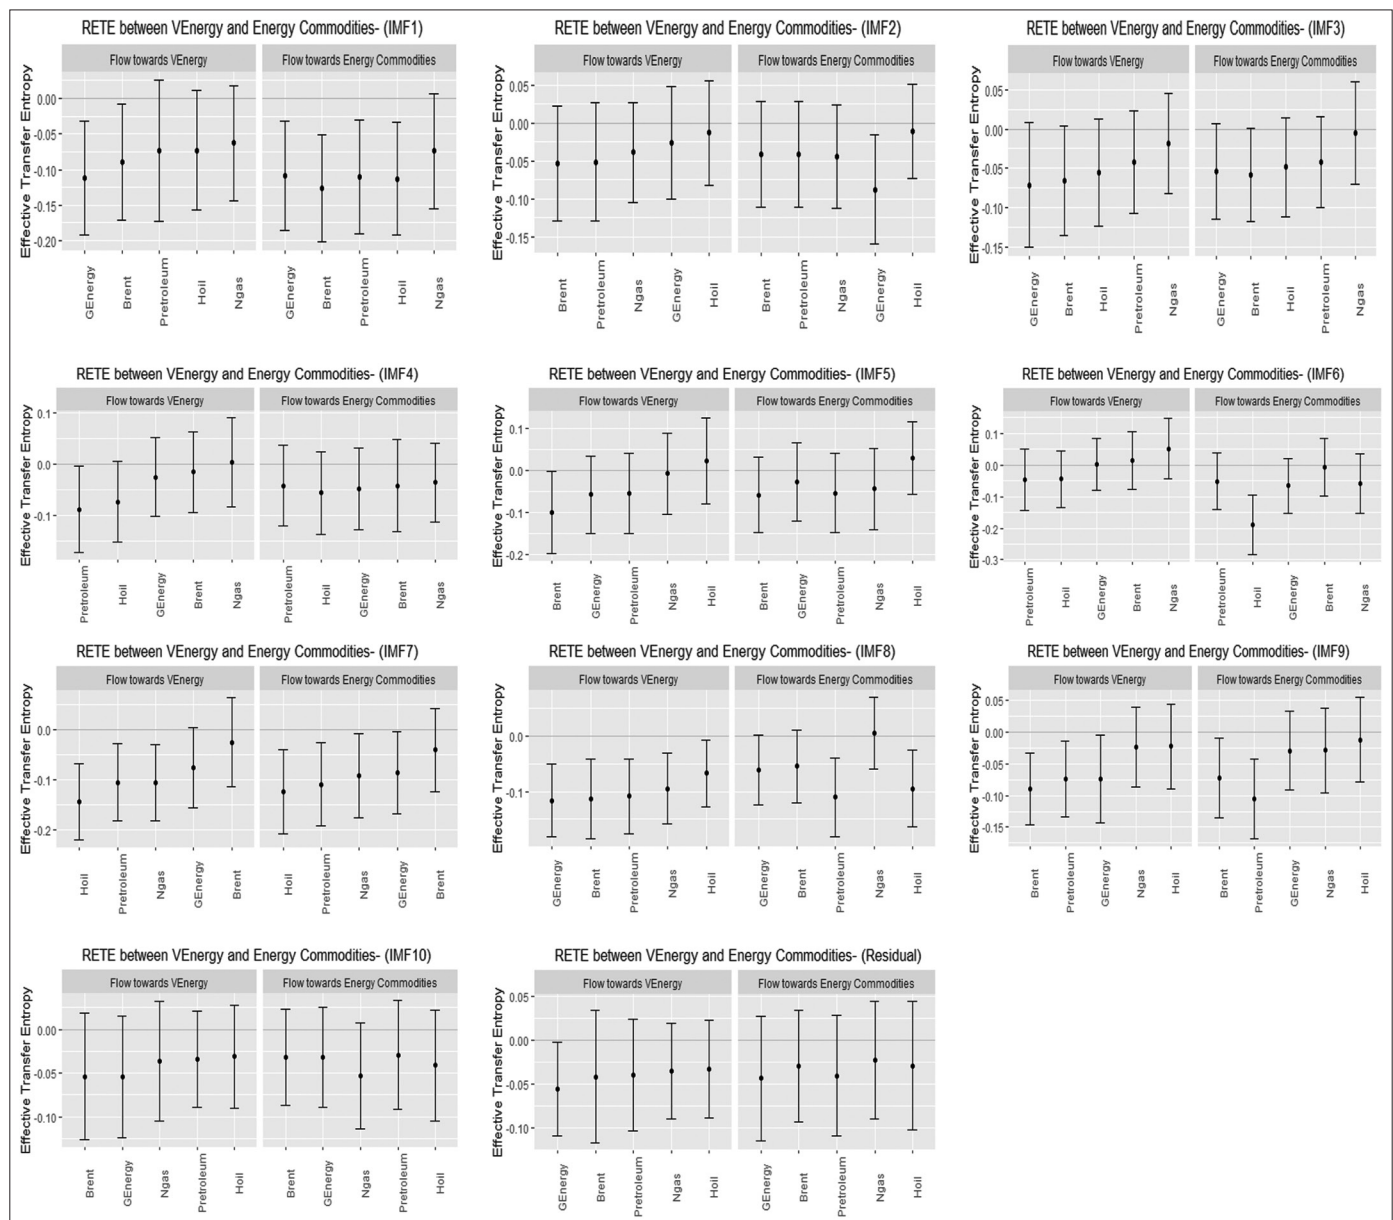 RETE between VEnergy and Energy Commodities- (IMF1)
Flow towards VEnergy
Flow towards Energy Commodities
Effective Transfer Entropy
0.00
-0.05
-0.10
-0.15
-0.20
GEnergy
Brent
Pretroleum
Hoil
Ngas
GEnergy
Brent
Pretroleum
Hoil
Ngas
RETE between VEnergy and Energy Commodities- (IMF2)
Flow towards VEnergy
Flow towards Energy Commodities
Effective Transfer Entropy
0.05
0.00
-0.05
-0.10
-0.15
Brent
Pretroleum
Ngas
GEnergy
Hoil
Brent
Pretroleum
Ngas
GEnergy
Hoil
RETE between VEnergy and Energy Commodities- (IMF3)
Flow towards VEnergy
Flow towards Energy Commodities
Effective Transfer Entropy
0.05
0.00
-0.05
-0.10
-0.15
GEnergy
Brent
Hoil
Pretroleum
Ngas
GEnergy
Brent
Hoil
Pretroleum
Ngas
RETE between VEnergy and Energy Commodities- (IMF4)
Flow towards VEnergy
Flow towards Energy Commodities
Effective Transfer Entropy
0.1
0.0
-0.1
Pretroleum
Hoil
GEnergy
Brent
Ngas
Pretroleum
Hoil
GEnergy
Brent
Ngas
RETE between VEnergy and Energy Commodities- (IMF5)
Flow towards VEnergy
Flow towards Energy Commodities
Effective Transfer Entropy
0.1
0.0
-0.1
-0.2
Brent
GEnergy
Pretroleum
Ngas
Hoil
Brent
GEnergy
Pretroleum
Ngas
Hoil
RETE between VEnergy and Energy Commodities- (IMF6)
Flow towards VEnergy
Flow towards Energy Commodities
Effective Transfer Entropy
0.1
0.0
-0.1
-0.2
-0.3
Pretroleum
Hoil
GEnergy
Brent
Ngas
Pretroleum
Hoil
GEnergy
Brent
Ngas
RETE between VEnergy and Energy Commodities- (IMF7)
Flow towards VEnergy
Flow towards Energy Commodities
Effective Transfer Entropy
0.0
-0.1
-0.2
Hoil
Pretroleum
Ngas
GEnergy
Brent
Hoil
Pretroleum
Ngas
GEnergy
Brent
RETE between VEnergy and Energy Commodities- (IMF8)
Flow towards VEnergy
Flow towards Energy Commodities
Effective Transfer Entropy
0.0
-0.1
GEnergy
Brent
Pretroleum
Ngas
Hoil
GEnergy
Brent
Pretroleum
Ngas
Hoil
RETE between VEnergy and Energy Commodities- (IMF9)
Flow towards VEnergy
Flow towards Energy Commodities
Effective Transfer Entropy
0.05
0.00
-0.05
-0.10
-0.15
Brent
Pretroleum
GEnergy
Ngas
Hoil
Brent
Pretroleum
GEnergy
Ngas
Hoil
RETE between VEnergy and Energy Commodities- (IMF10)
Flow towards VEnergy
Flow towards Energy Commodities
Effective Transfer Entropy
0.00
-0.05
-0.10
Brent
GEnergy
Ngas
Pretroleum
Hoil
Brent
GEnergy
Ngas
Pretroleum
Hoil
RETE between VEnergy and Energy Commodities- (Residual)
Flow towards VEnergy
Flow towards Energy Commodities
Effective Transfer Entropy
0.05
0.00
-0.05
-0.10
GEnergy
Brent
Pretroleum
Ngas
Hoil
GEnergy
Brent
Pretroleum
Ngas
Hoil